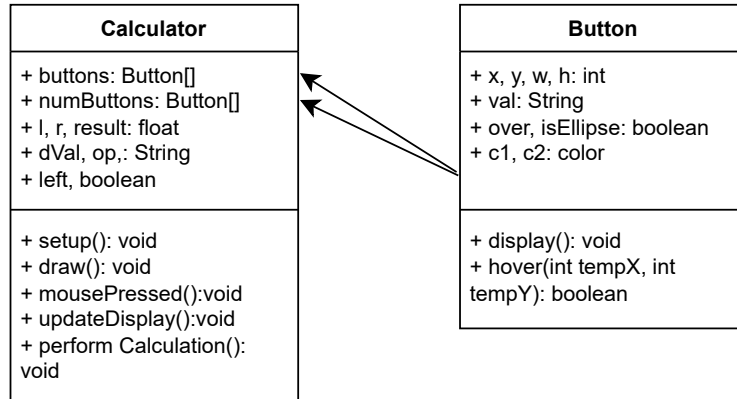 Calculator
+ buttons: Button[]
+ numButtons: Button[]
+ l, r, result: float
+ dVal, op,: String
+ left, boolean
+ setup(): void
+ draw(): void
+ mousePressed():void
+ updateDisplay():void
+ perform Calculation():
void
Button
+ x, y, w, h: int
+ val: String
+ over, isEllipse: boolean
+ c1, c2: color
+ display(): void
+ hover(int tempX, int
tempY): boolean